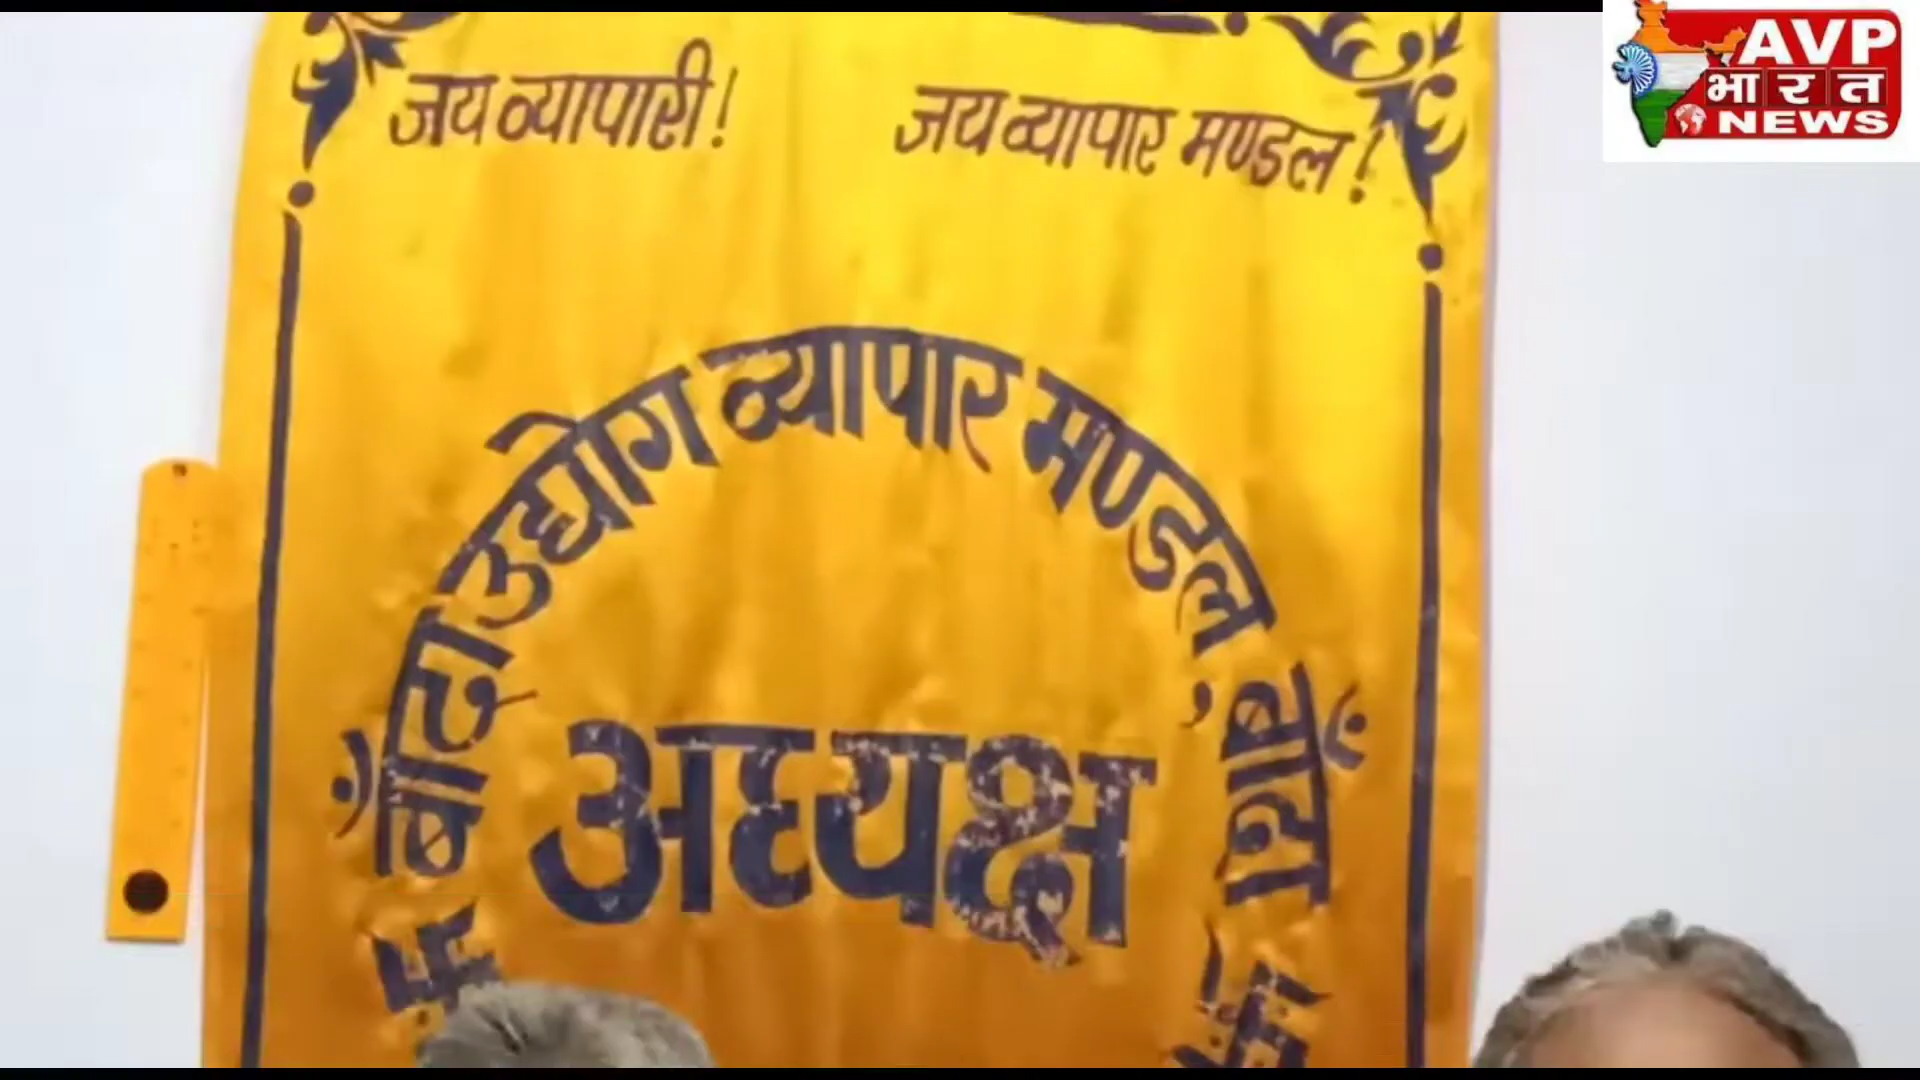 जय व्यापारी!
जय व्यापार मण्डल!
बाँदा उद्योग व्यापार मण्डल, बाँदा
अध्यक्ष
AVP
भारत
NEWS